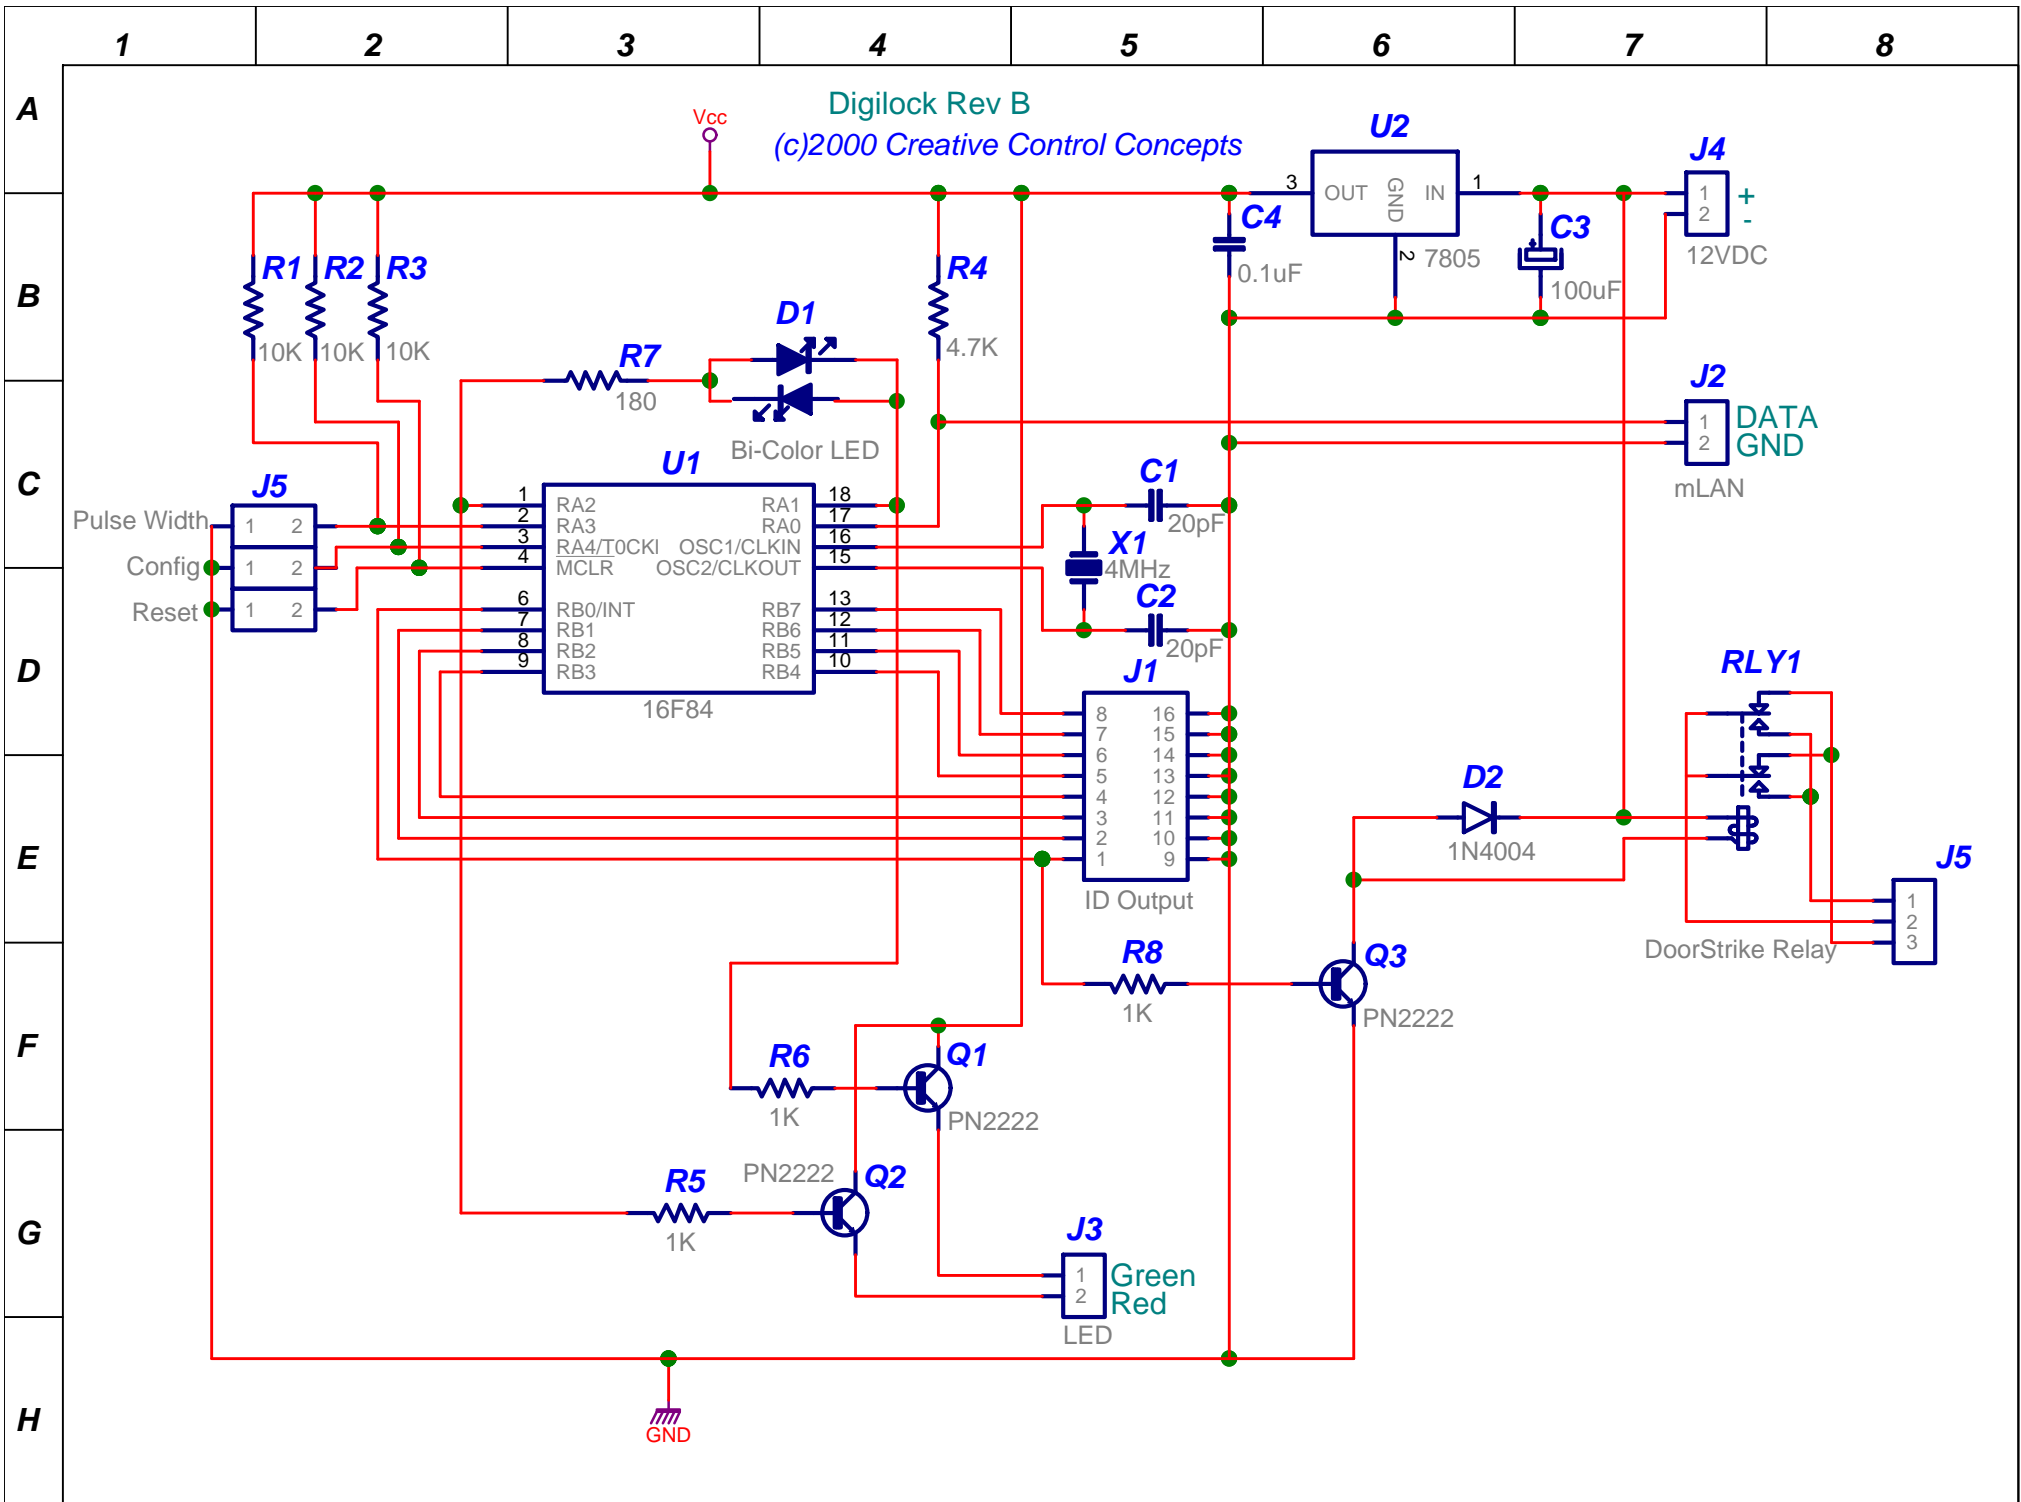 1 2 3 4 5 6 7 8
A
B
C
D
E
F
G
H
Digilock Rev B
(c)2000 Creative Control Concepts
Vcc
U2
3 OUT GND IN 1
2 7805
J4
1 +
2 -
12VDC
C4
0.1uF
C3
+
100uF
R1 R2 R3
10K 10K 10K
R4
4.7K
D1
Bi-Color LED
R7
180
J2
1 DATA
2 GND
mLAN
J5
Pulse Width 1 2
Config 1 2
Reset 1 2
U1
1 RA2 RA1 18
2 RA3 RA0 17
3 RA4/T0CKI OSC1/CLKIN 16
4 MCLR OSC2/CLKOUT 15
6 RB0/INT RB7 13
7 RB1 RB6 12
8 RB2 RB5 11
9 RB3 RB4 10
16F84
C1
20pF
X1
4MHz
C2
20pF
J1
8 16
7 15
6 14
5 13
4 12
3 11
2 10
1 9
ID Output
RLY1
DoorStrike Relay
D2
1N4004
J5
1
2
3
R8
1K
Q3
PN2222
R6
1K
Q1
PN2222
R5
1K
PN2222
Q2
J3
1 Green
2 Red
LED
GND